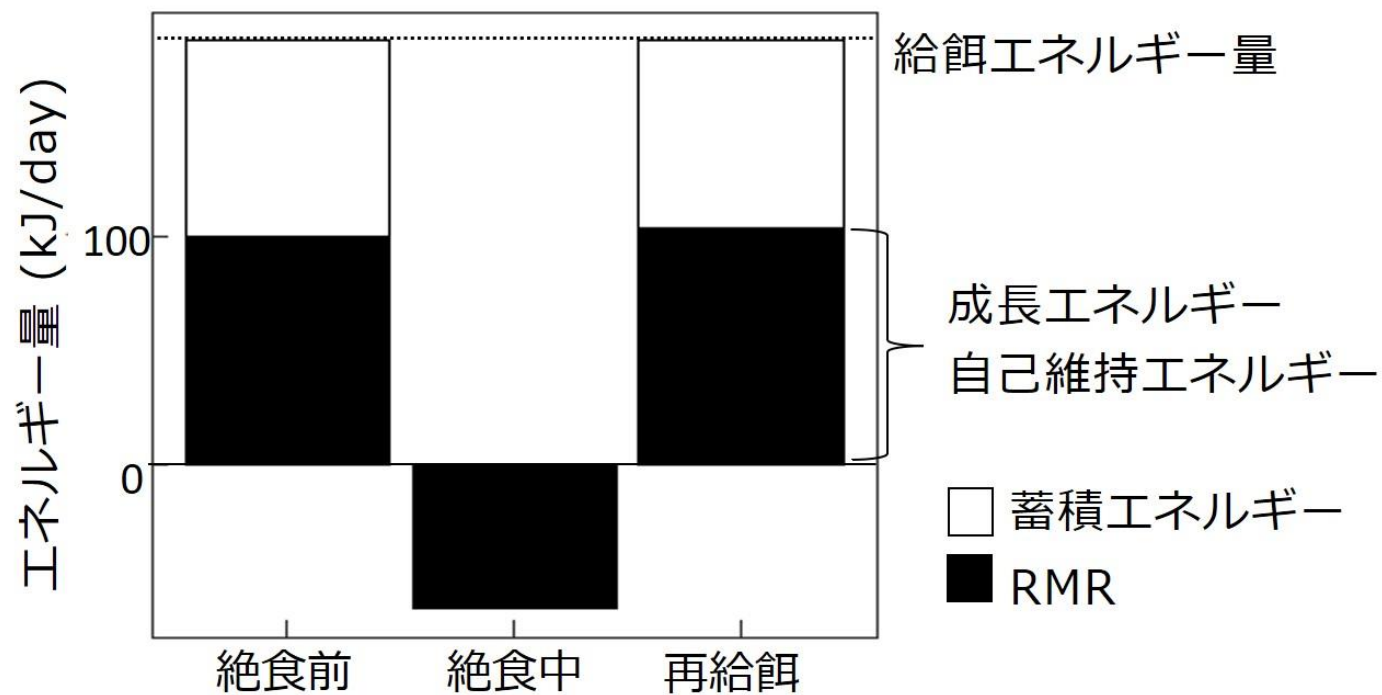 給餌エネルギー量
エネルギー量 (kJ/day)
100
0
成長エネルギー
自己維持エネルギー
蓄積エネルギー
RMR
絶食前
絶食中
再給餌